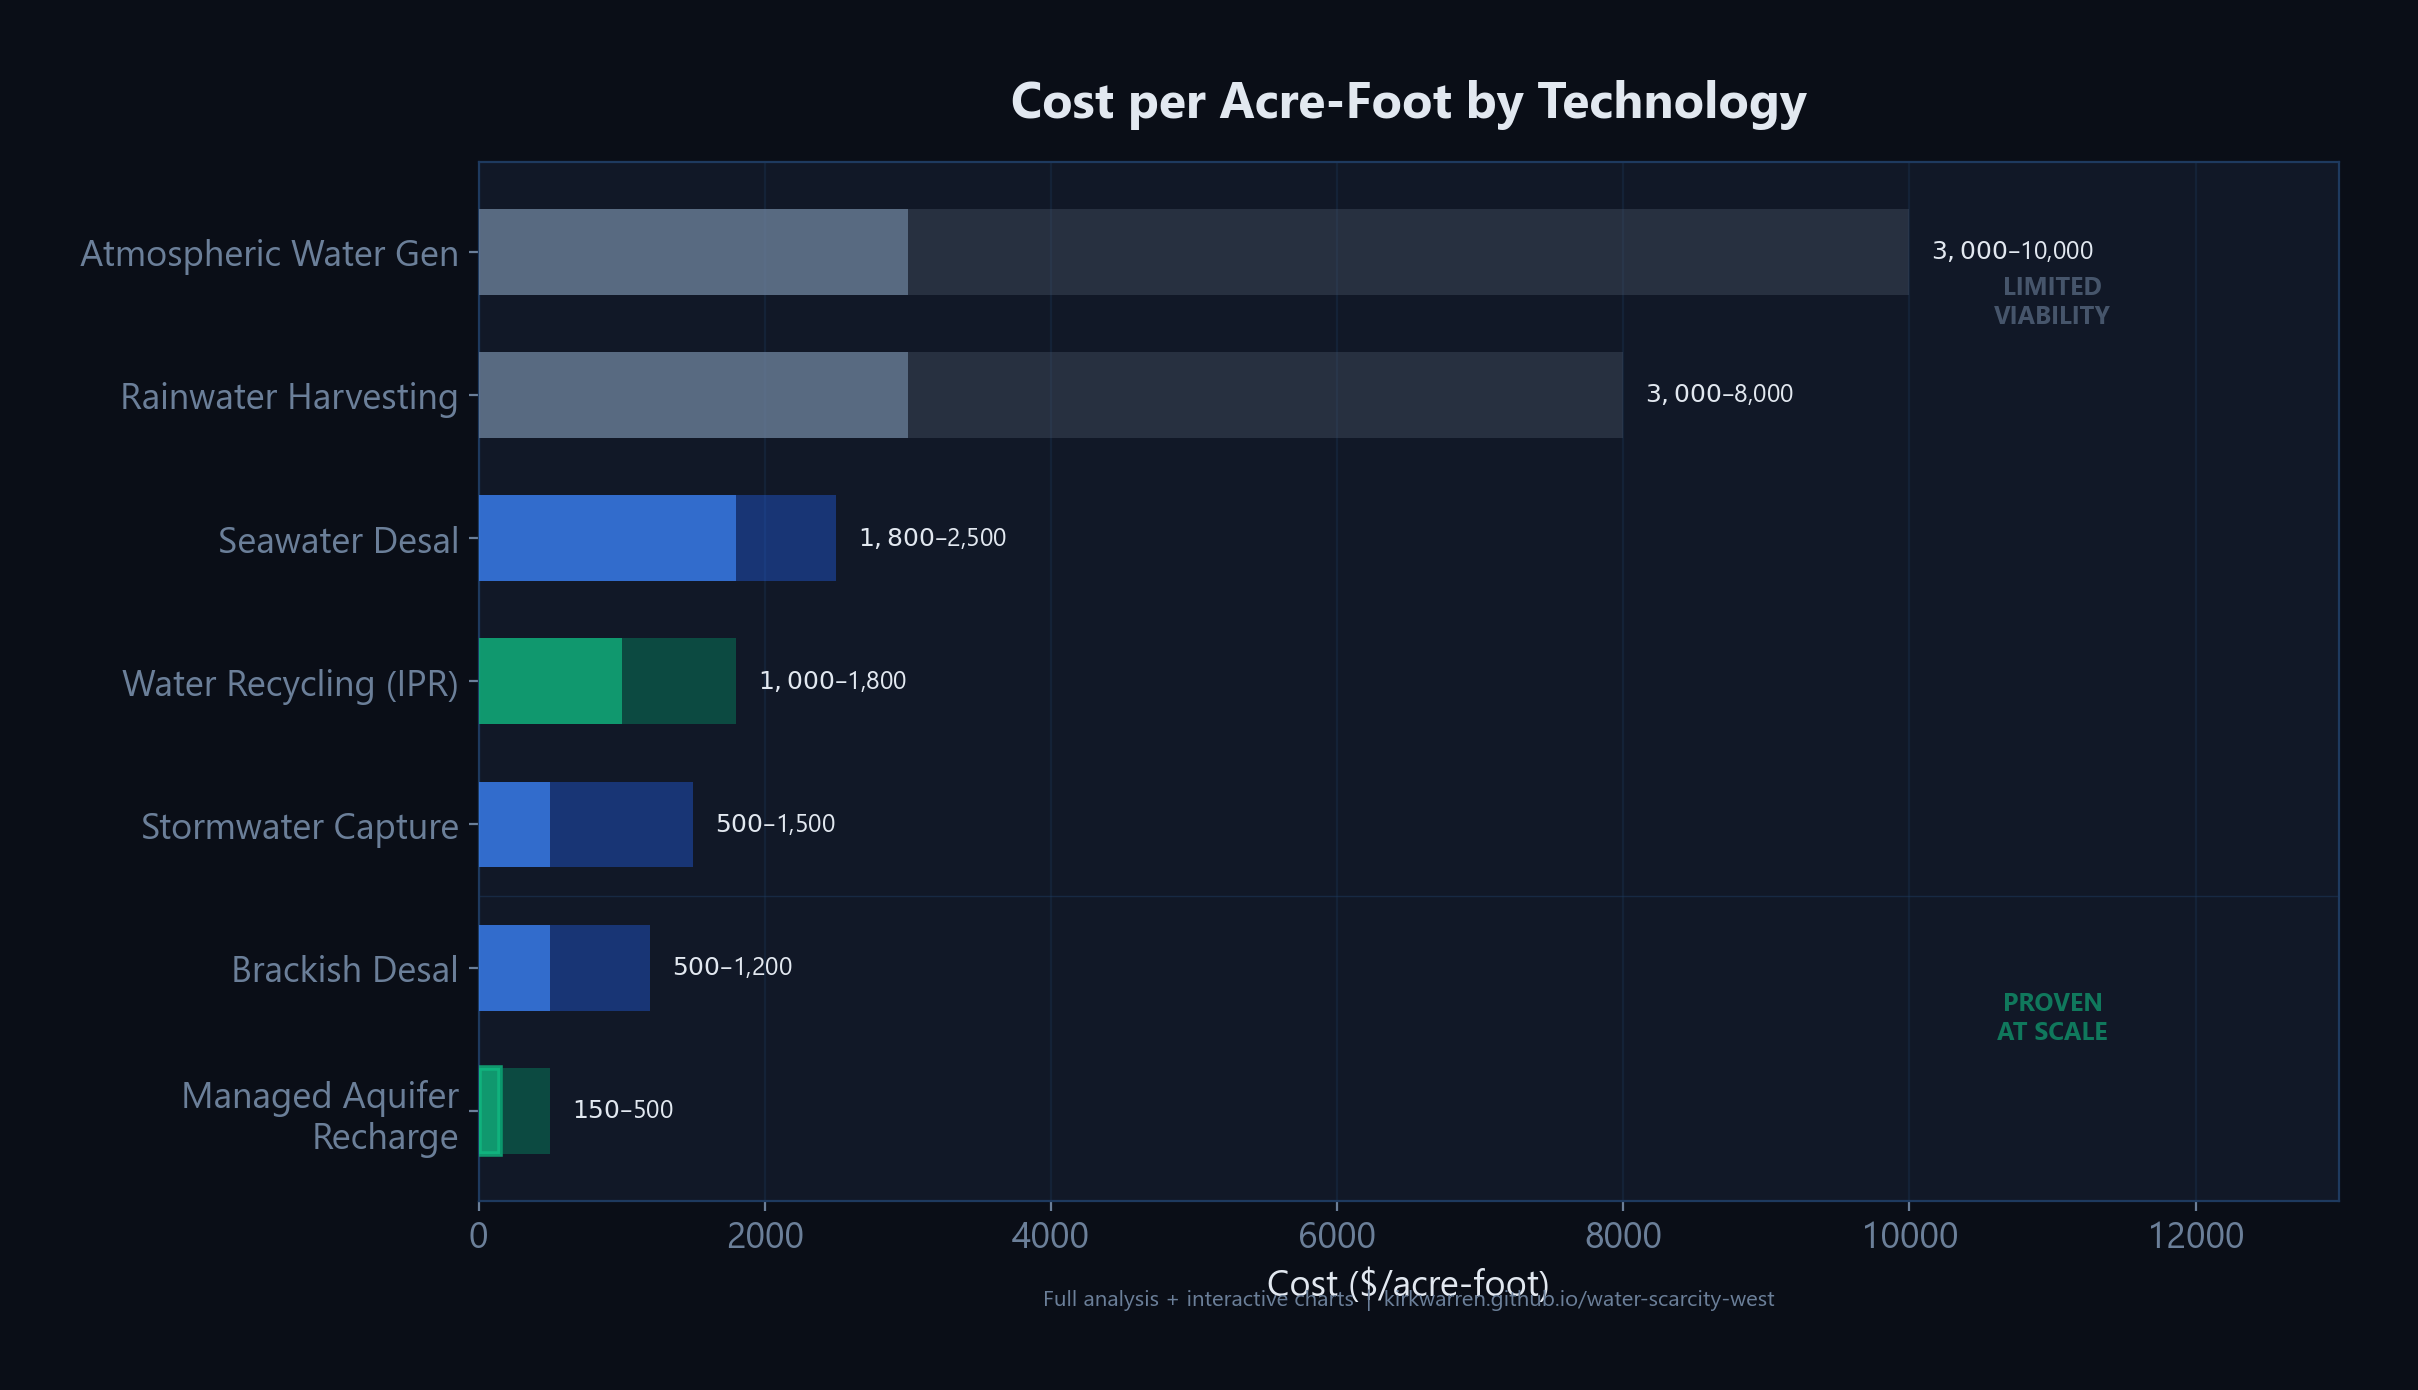 Cost per Acre-Foot by Technology
Atmospheric Water Gen
3, 000–10,000
LIMITED
VIABILITY
Rainwater Harvesting
3, 000–8,000
Seawater Desal
1, 800–2,500
Water Recycling (IPR)
1, 000–1,800
Stormwater Capture
500–1,500
Brackish Desal
500–1,200
PROVEN
AT SCALE
Managed Aquifer
Recharge
150–500
0 2000 4000 6000 8000 10000 12000
Cost ($/acre-foot)
Full analysis + interactive charts | kirkwarren.github.io/water-scarcity-west